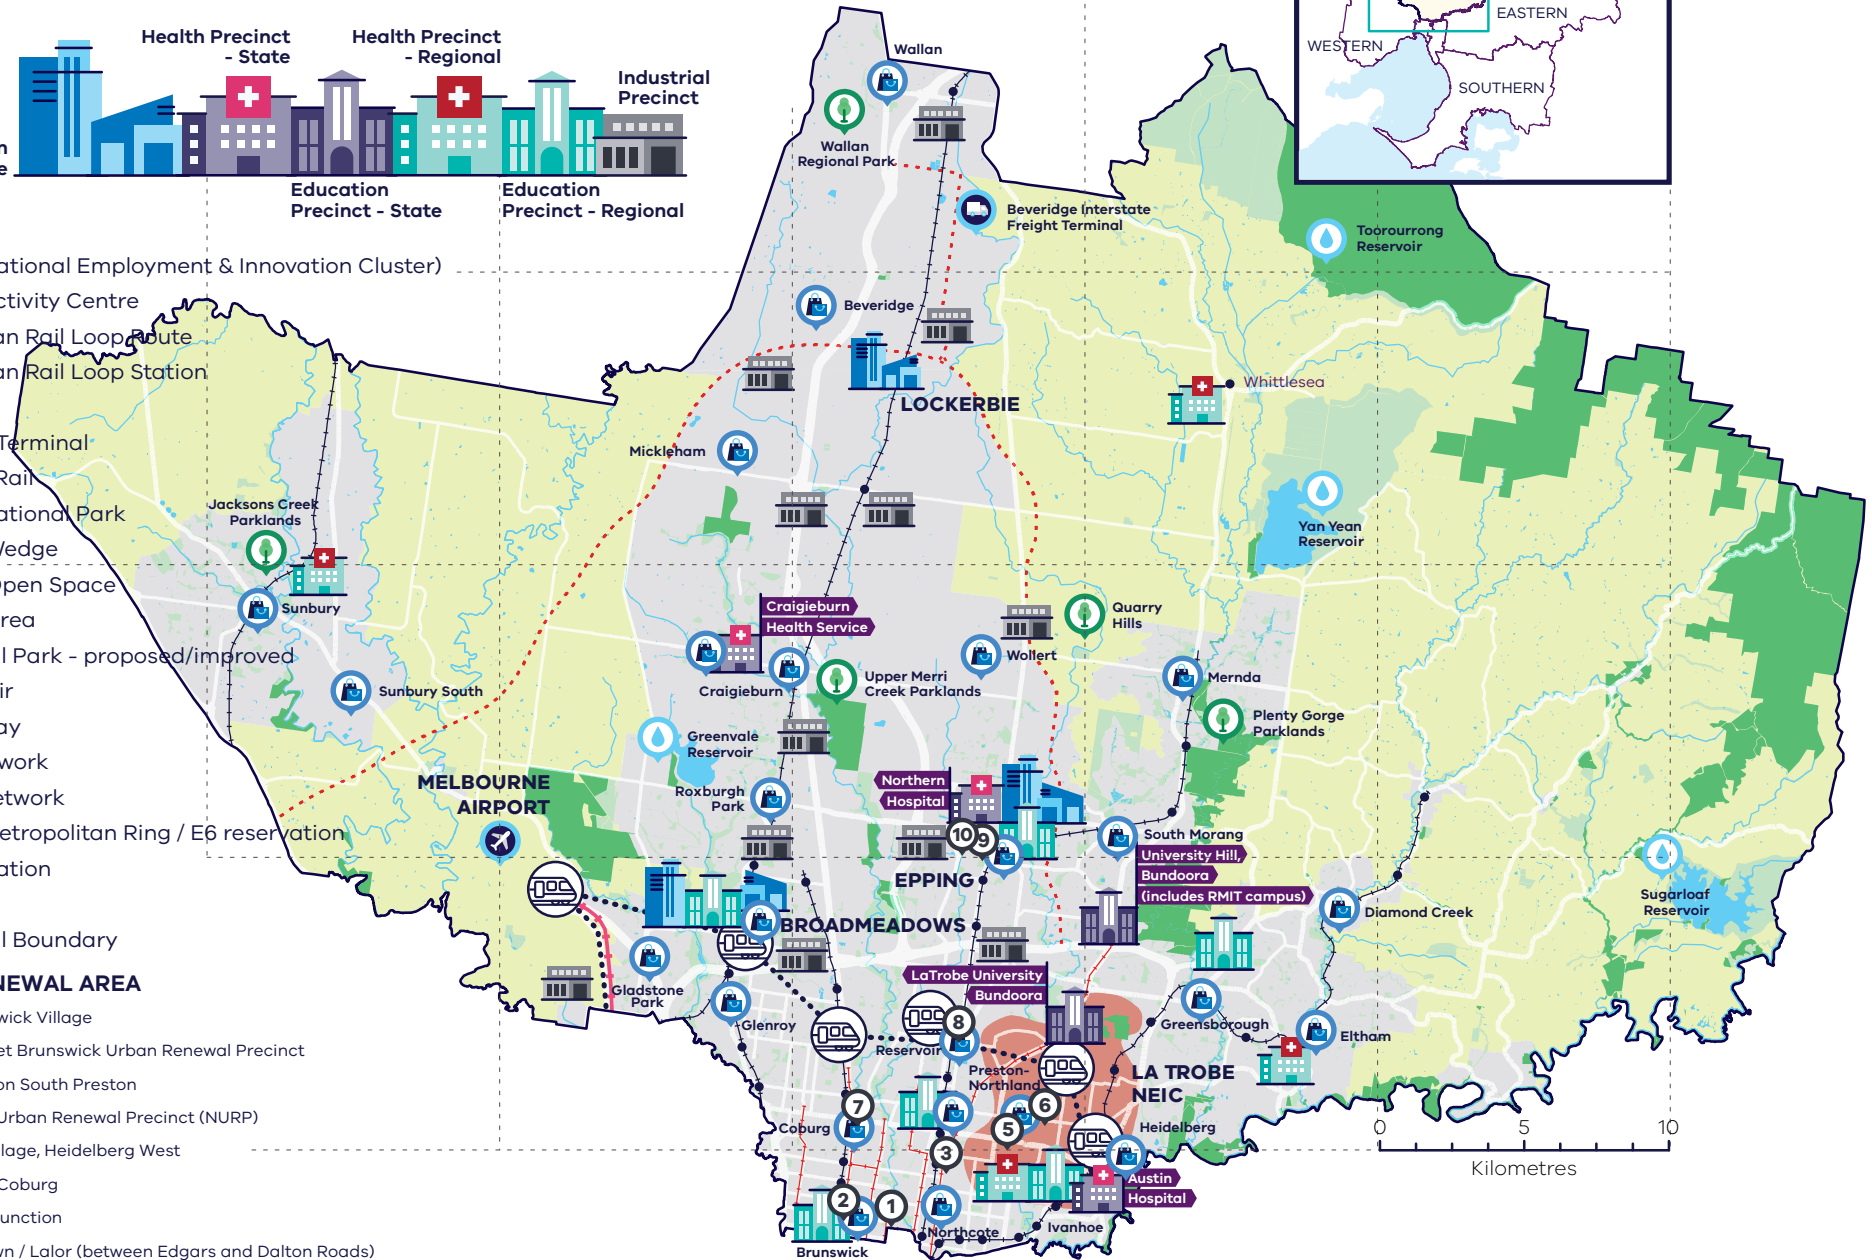 Health Precinct
- State
Health Precinct
- Regional
Industrial
Precinct
n
e
Education
Precinct - State
Education
Precinct - Regional
ational Employment & Innovation Cluster)
ctivity Centre
an Rail Loop Route
an Rail Loop Station
Terminal
Rail
ational Park
Wedge
Open Space
rea
l Park - proposed/improved
ir
ay
work
etwork
etropolitan Ring / E6 reservation
ation
l Boundary
NEWAL AREA
wick Village
et Brunswick Urban Renewal Precinct
on South Preston
Urban Renewal Precinct (NURP)
lage, Heidelberg West
Coburg
unction
wn / Lalor (between Edgars and Dalton Roads)
WESTERN
EASTERN
SOUTHERN
Wallan
Wallan
Regional Park
Beveridge Interstate
Freight Terminal
Toorourrong
Reservoir
Beveridge
LOCKERBIE
Whittlesea
Mickleham
Jacksons Creek
Parklands
Yan Yean
Reservoir
Sunbury
Craigieburn
Health Service
Quarry
Hills
Wollert
Sunbury South
Craigieburn
Upper Merri
Creek Parklands
Mernda
Plenty Gorge
Parklands
Greenvale
Reservoir
MELBOURNE
AIRPORT
Roxburgh
Park
Northern
Hospital
10
9
South Morang
EPPING
University Hill,
Bundoora
(includes RMIT campus)
Sugarloaf
Reservoir
Diamond Creek
BROADMEADOWS
LaTrobe University
Bundoora
Gladstone
Park
Glenroy
8
Reservoir
Greensborough
Eltham
Preston-
Northland
LA TROBE
NEIC
7
6
Coburg
5
Heidelberg
3
Austin
Hospital
2
1
Northcote
Ivanhoe
Brunswick
0
5
10
Kilometres